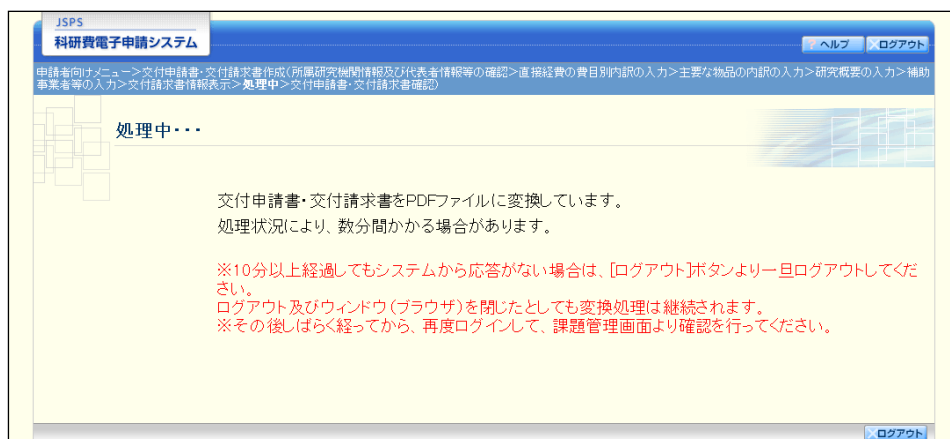 JSPS
科研費電子申請システム
? ヘルプ
×ログアウト
申請者向けメニュー>交付申請書・交付請求書作成(所属研究機関情報及び代表者情報等の確認>直接経費の費目別内訳の入力>主要な物品の内訳の入力>研究概要の入力>補助
事業者等の入力>交付請求書情報表示>処理中>交付申請書・交付請求書確認)
処理中・・・
交付申請書・交付請求書をPDFファイルに変換しています。
処理状況により、数分間かかる場合があります。
※10分以上経過してもシステムから応答がない場合は、[ログアウト]ボタンより一旦ログアウトしてくだ
さい。
ログアウト及びウィンドウ(ブラウザ)を閉じたとしても変換処理は継続されます。
※その後しばらく経ってから、再度ログインして、課題管理画面より確認を行ってください。
×ログアウト